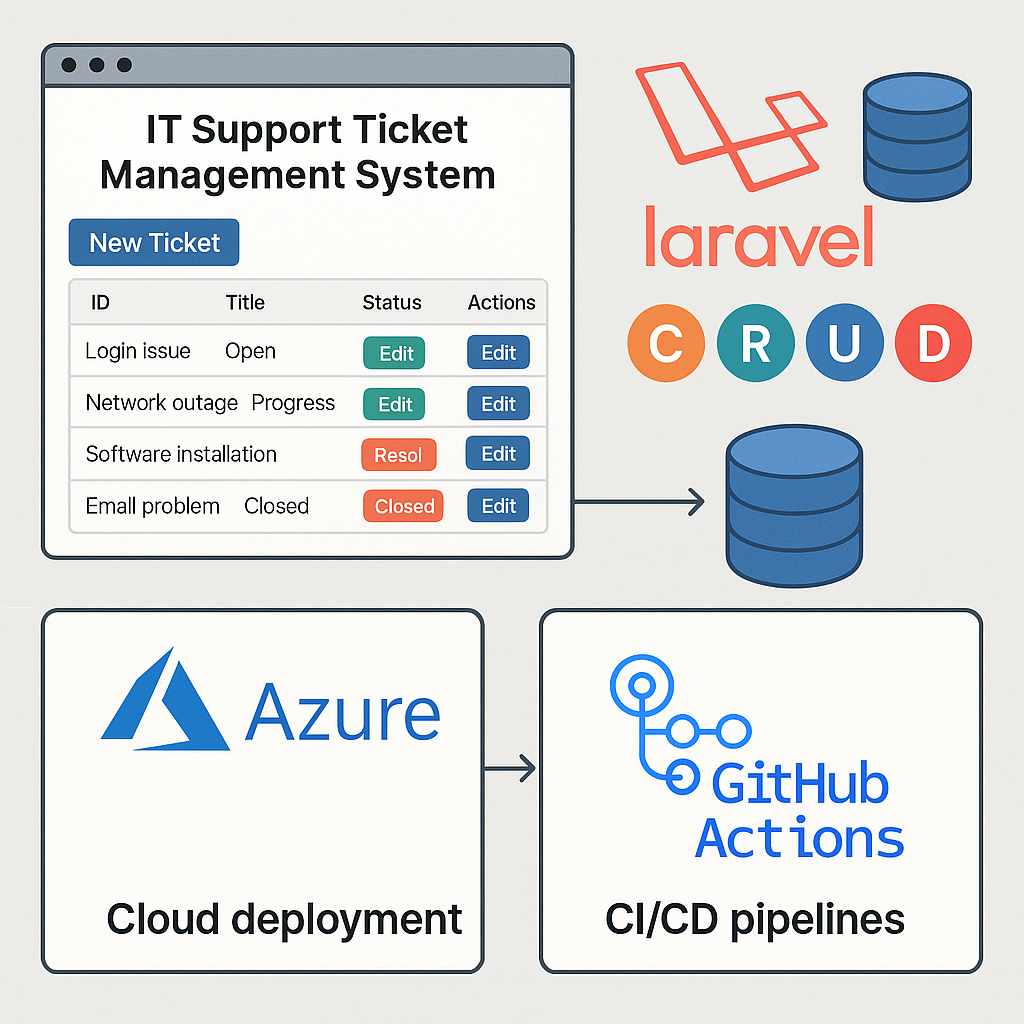 IT Support Ticket
Management System
New Ticket
ID Title Status Actions
Login issue Open Edit Edit
Network outage Progress Edit Edit
Software installation Resol Edit
Emall problem Closed Closed Edit
laravel
C R U D
Azure
Cloud deployment
GitHub
Actions
CI/CD pipelines